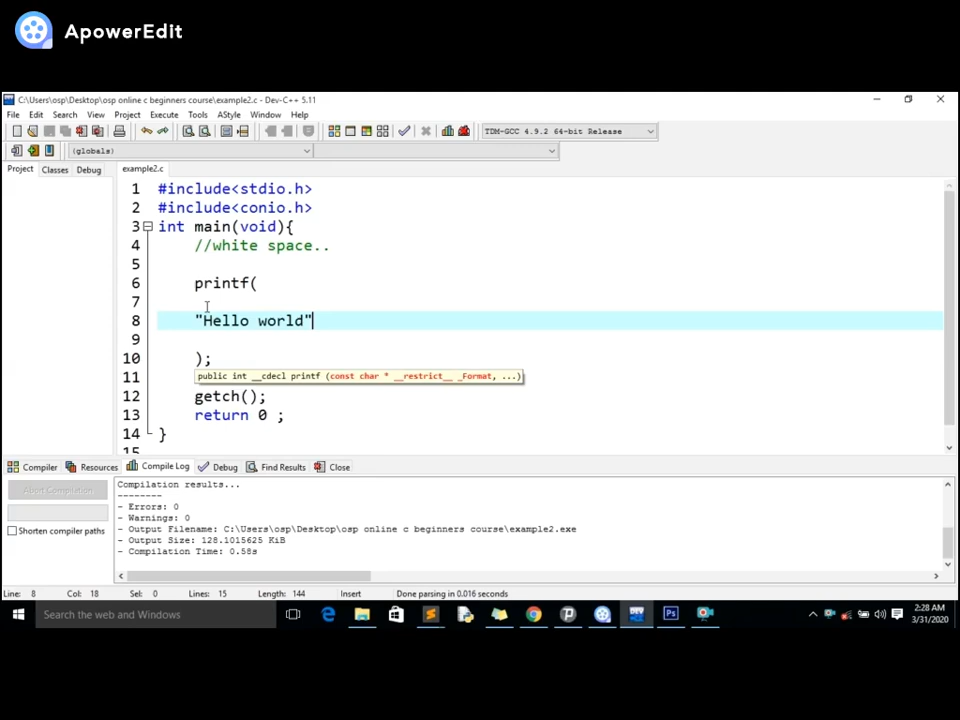 ApowerEdit
C:\Users\osp\Desktop\osp online c beginners course\example2.c - Dev-C++ 5.11
File Edit Search View Project Execute Tools AStyle Window Help
TDM-GCC 4.9.2 64-bit Release
(globals)
Project Classes Debug example2.c
1 #include<stdio.h>
2 #include<conio.h>
3 int main(void){
4 //white space..
5
6 printf(
7
8 "Hello world"
9
10 );
11 public int __cdecl printf (const char * __restrict__ _Format, ...)
12 getch();
13 return 0 ;
14 }
15
Compiler Resources Compile Log Debug Find Results Close
Abort Compilation
Shorten compiler paths
Compilation results...
--------
- Errors: 0
- Warnings: 0
- Output Filename: C:\Users\osp\Desktop\osp online c beginners course\example2.exe
- Output Size: 128.1015625 KiB
- Compilation Time: 0.58s
Line: 8 Col: 18 Sel: 0 Lines: 15 Length: 144 Insert Done parsing in 0.016 seconds
Search the web and Windows
DEV
Ps
2:28 AM
3/31/2020